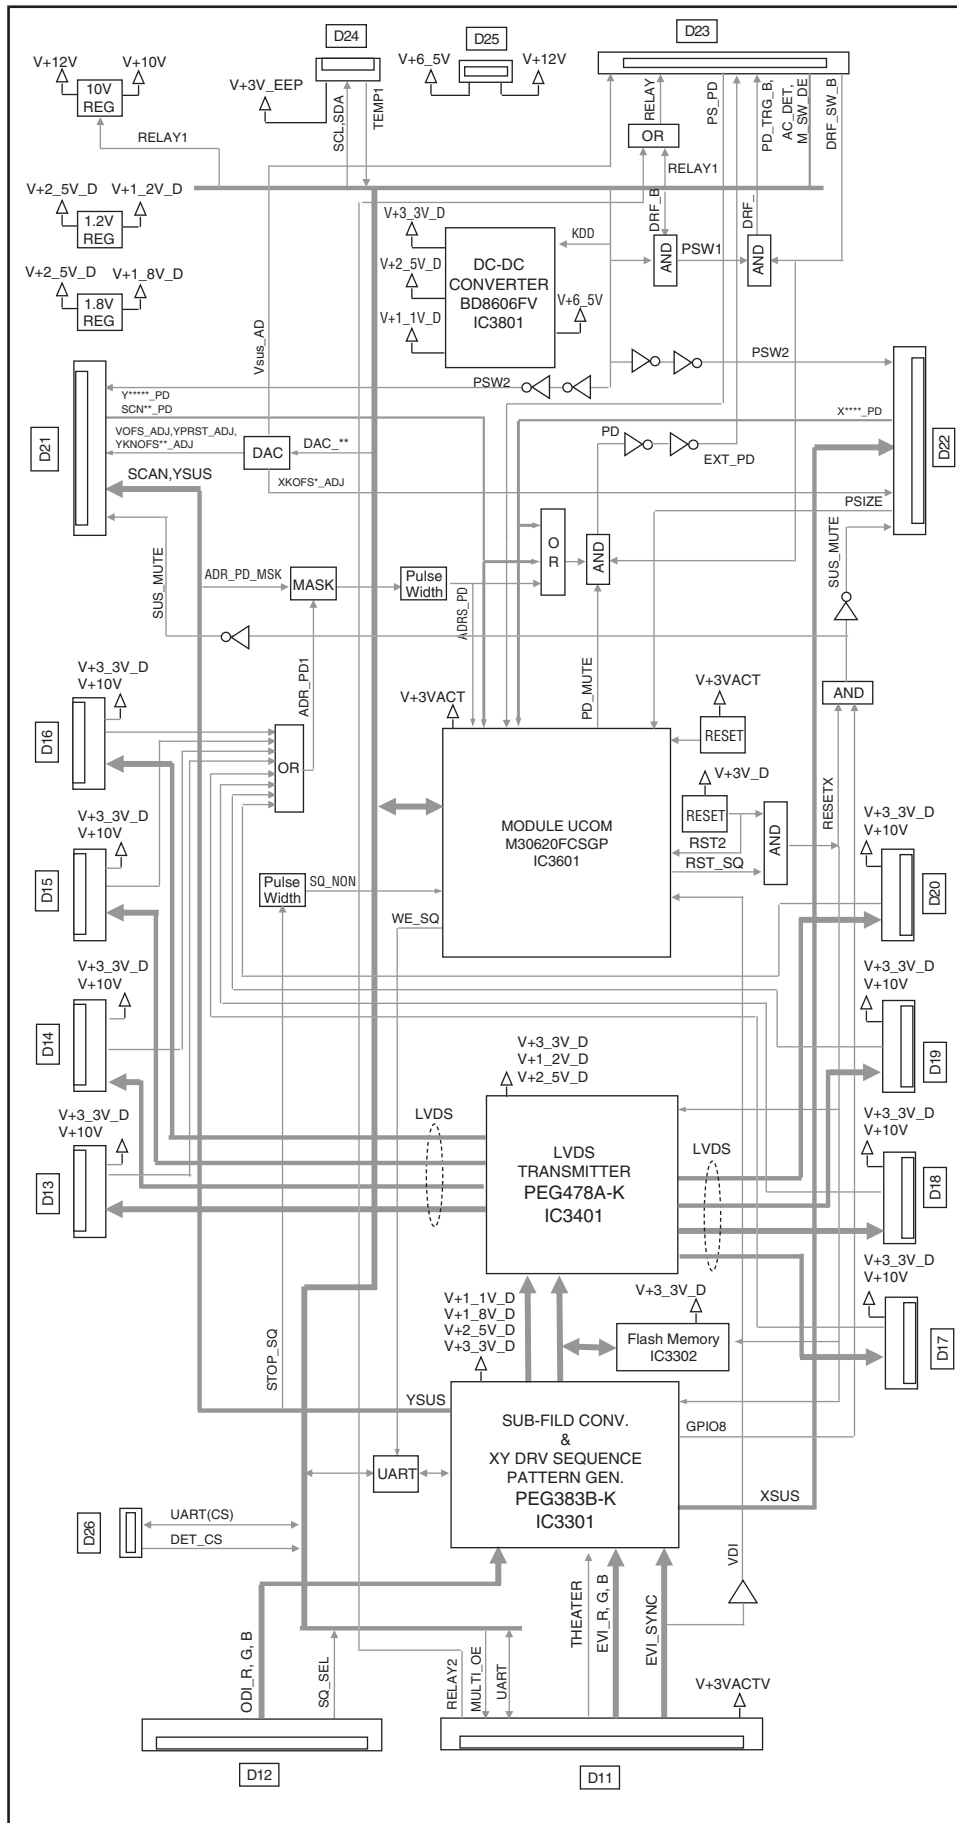 D24
D25
D23
V+12V
V+10V
10V
REG
RELAY1
V+3V_EEP
SCL,SDA
TEMP1
V+6_5V
V+12V
RELAY
PS_PD
PD_TRG_B,
AC_DET,
M_SW_DE
DRF_SW_B
OR
RELAY1
V+2_5V_D
V+1_2V_D
1.2V
REG
V+2_5V_D
V+1_8V_D
1.8V
REG
Vsus_AD
V+3_3V_D
V+2_5V_D
V+1_1V_D
DC-DC
CONVERTER
BD8606FV
IC3801
V+6_5V
KDD
DRF_B
AND
PSW1
DRF_
AND
PSW2
PSW2
D21
Y*****_PD
SCN**_PD
VOFS_ADJ,YPRST_ADJ,
YKNOFS**_ADJ
DAC
DAC_**
XKOFS*_ADJ
SCAN,YSUS
PD
EXT_PD
X****_PD
D22
PSIZE
SUS_MUTE
ADR_PD_MSK
MASK
Pulse
Width
ADRS_PD
O
R
AND
SUS_MUTE
PD_MUTE
AND
ADR_PD1
V+3VACT
V+3VACT
RESET
V+3V_D
RESET
RST2
RST_SQ
AND
RESETX
V+3_3V_D
V+10V
D16
OR
MODULE UCOM
M30620FCSGP
IC3601
V+3_3V_D
V+10V
D15
Pulse
Width
SQ_NON
WE_SQ
V+3_3V_D
V+10V
D20
V+3_3V_D
V+10V
D14
V+3_3V_D
V+10V
D19
V+3_3V_D
V+1_2V_D
V+2_5V_D
LVDS
LVDS
TRANSMITTER
PEG478A-K
IC3401
LVDS
V+3_3V_D
V+10V
D13
V+3_3V_D
V+10V
D18
V+3_3V_D
V+10V
D17
V+1_1V_D
V+1_8V_D
V+2_5V_D
V+3_3V_D
V+3_3V_D
Flash Memory
IC3302
STOP_SQ
YSUS
SUB-FILD CONV.
&
XY DRV SEQUENCE
PATTERN GEN.
PEG383B-K
IC3301
GPIO8
XSUS
UART
D26
UART(CS)
DET_CS
VDI
ODI_R, G, B
SQ_SEL
RELAY2
MULTI_OE
UART
THEATER
EVI_R, G, B
EVI_SYNC
V+3VACTV
D12
D11